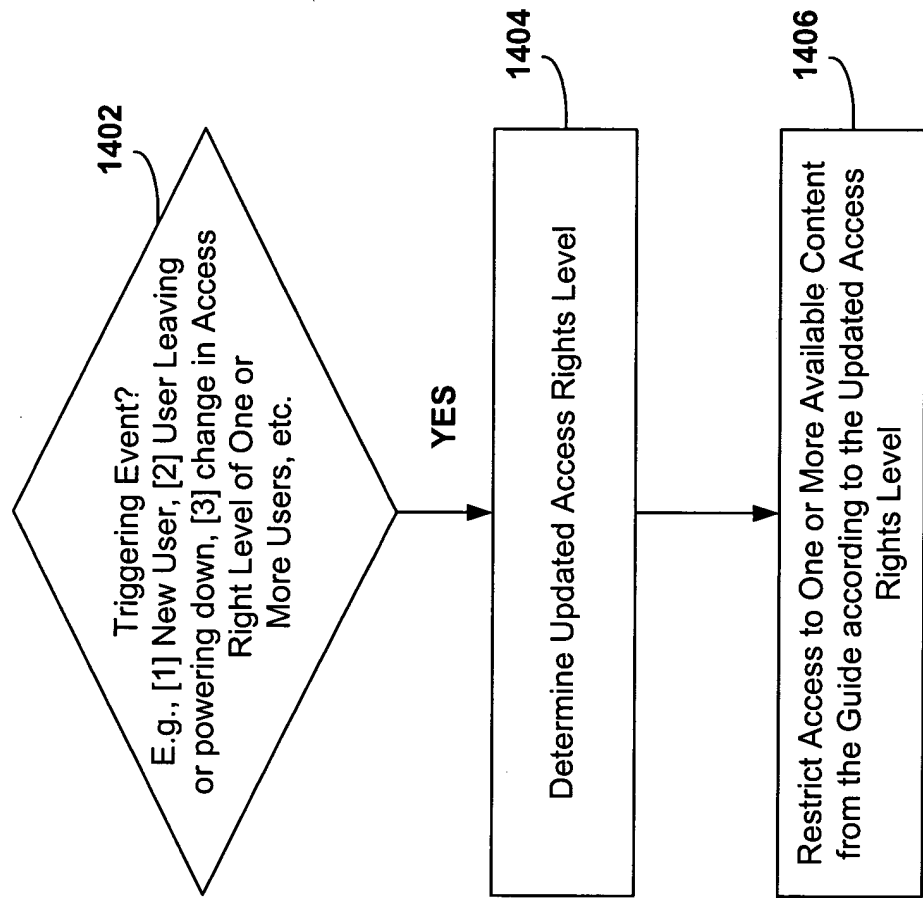 1402
Triggering Event?
E.g., [1] New User, [2] User Leaving
or powering down, [3] change in Access
Right Level of One or
More Users, etc.
YES
1404
Determine Updated Access Rights Level
1406
Restrict Access to One or More Available Content
from the Guide according to the Updated Access
Rights Level